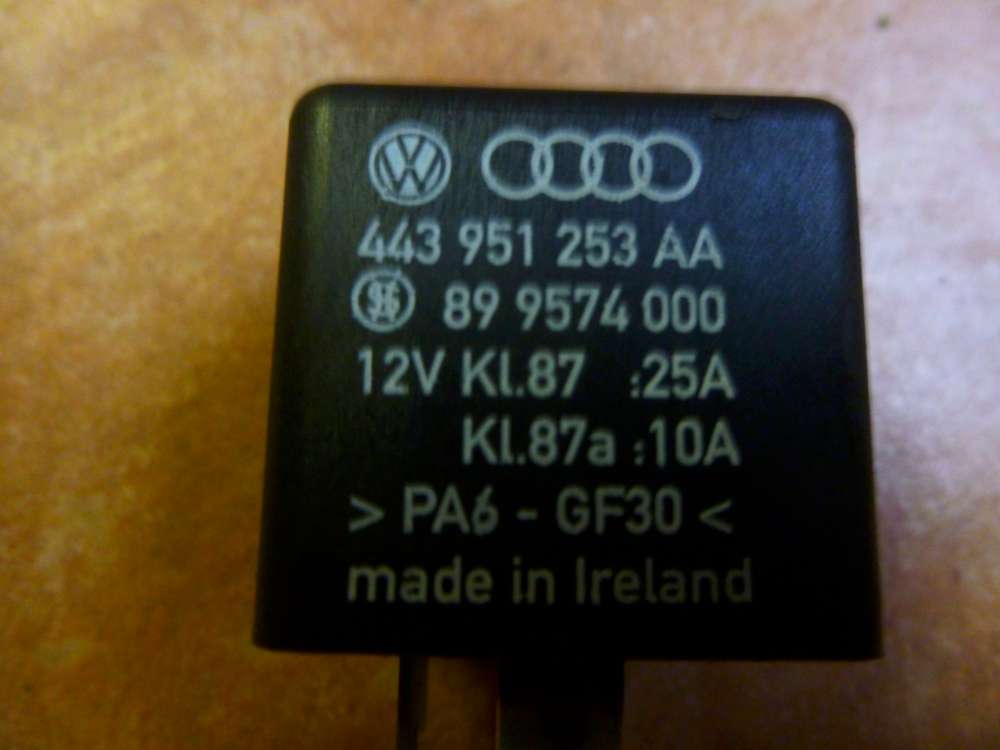 443 951 253 AA
89 9574 000
12V Kl.87 :25A
Kl.87a :10A
> PA6 - GF30 <
made in Ireland